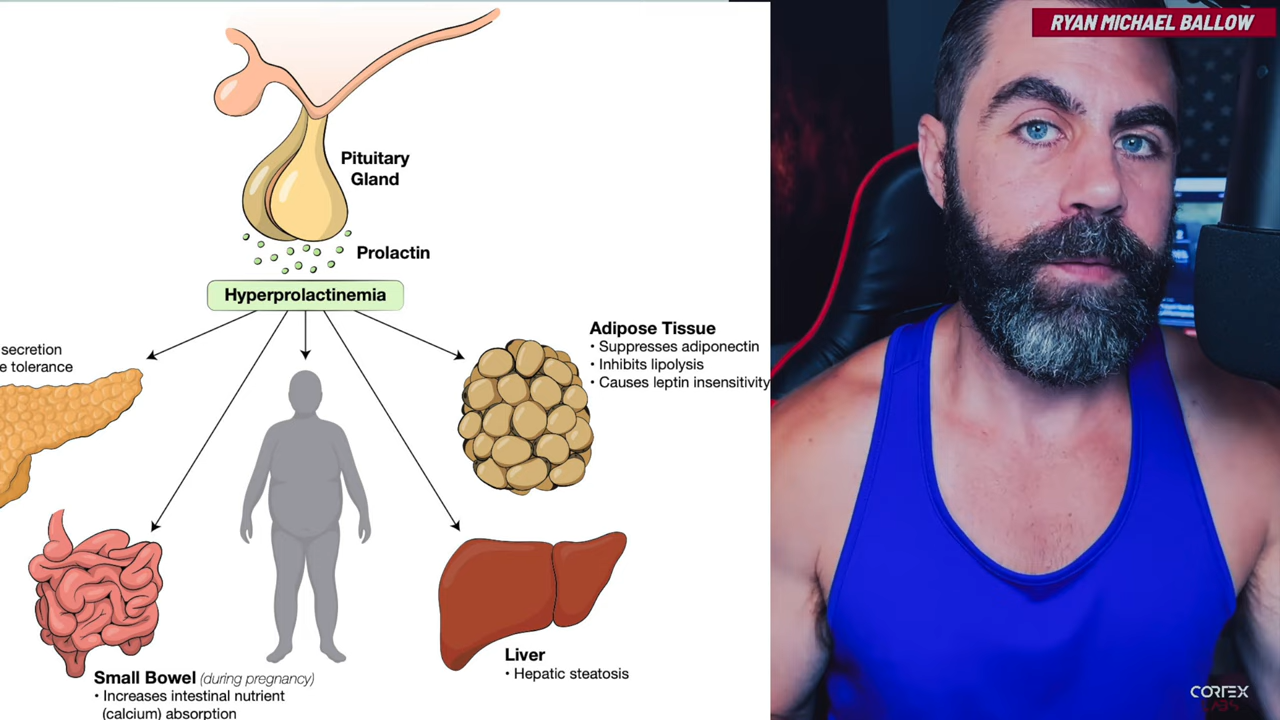 RYAN MICHAEL BALLOW
Pituitary
Gland
Prolactin
Hyperprolactinemia
secretion
e tolerance
Adipose Tissue
• Suppresses adiponectin
• Inhibits lipolysis
• Causes leptin insensitivity
Liver
• Hepatic steatosis
Small Bowel (during pregnancy)
• Increases intestinal nutrient
(calcium) absorption
CORTEX
LABS